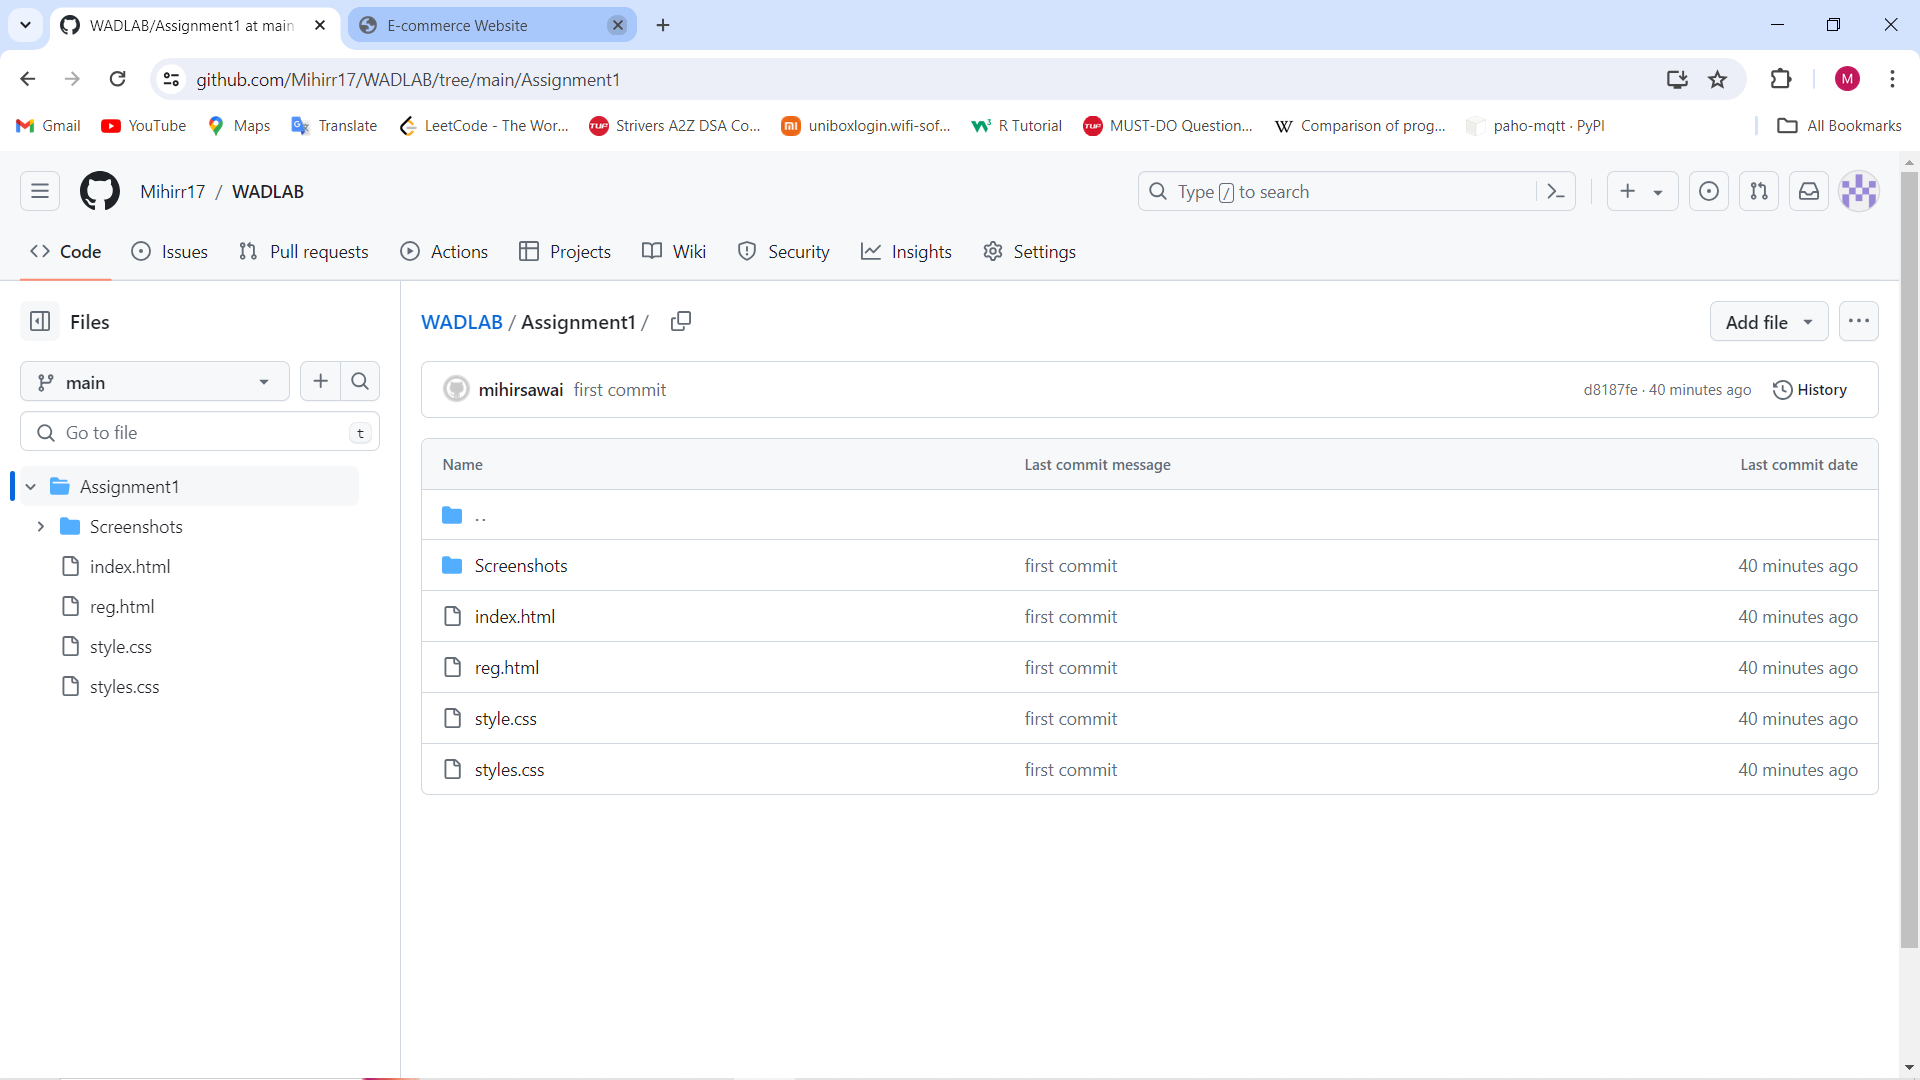 WADLAB/Assignment1 at main
E-commerce Website
github.com/Mihirr17/WADLAB/tree/main/Assignment1
M
Gmail
YouTube
Maps
Translate
LeetCode - The Wor...
TUF Strivers A2Z DSA Co...
uniboxlogin.wifi-sof...
R Tutorial
TUF MUST-DO Question...
W Comparison of prog...
paho-mqtt · PyPI
All Bookmarks
Mihirr17 / WADLAB
Type / to search
Code
Issues
Pull requests
Actions
Projects
Wiki
Security
Insights
Settings
Files
main
Go to file
t
Assignment1
Screenshots
index.html
reg.html
style.css
styles.css
WADLAB / Assignment1 /
Add file
mihirsawai first commit
d8187fe · 40 minutes ago
History
Name Last commit message Last commit date
..
Screenshots first commit 40 minutes ago
index.html first commit 40 minutes ago
reg.html first commit 40 minutes ago
style.css first commit 40 minutes ago
styles.css first commit 40 minutes ago